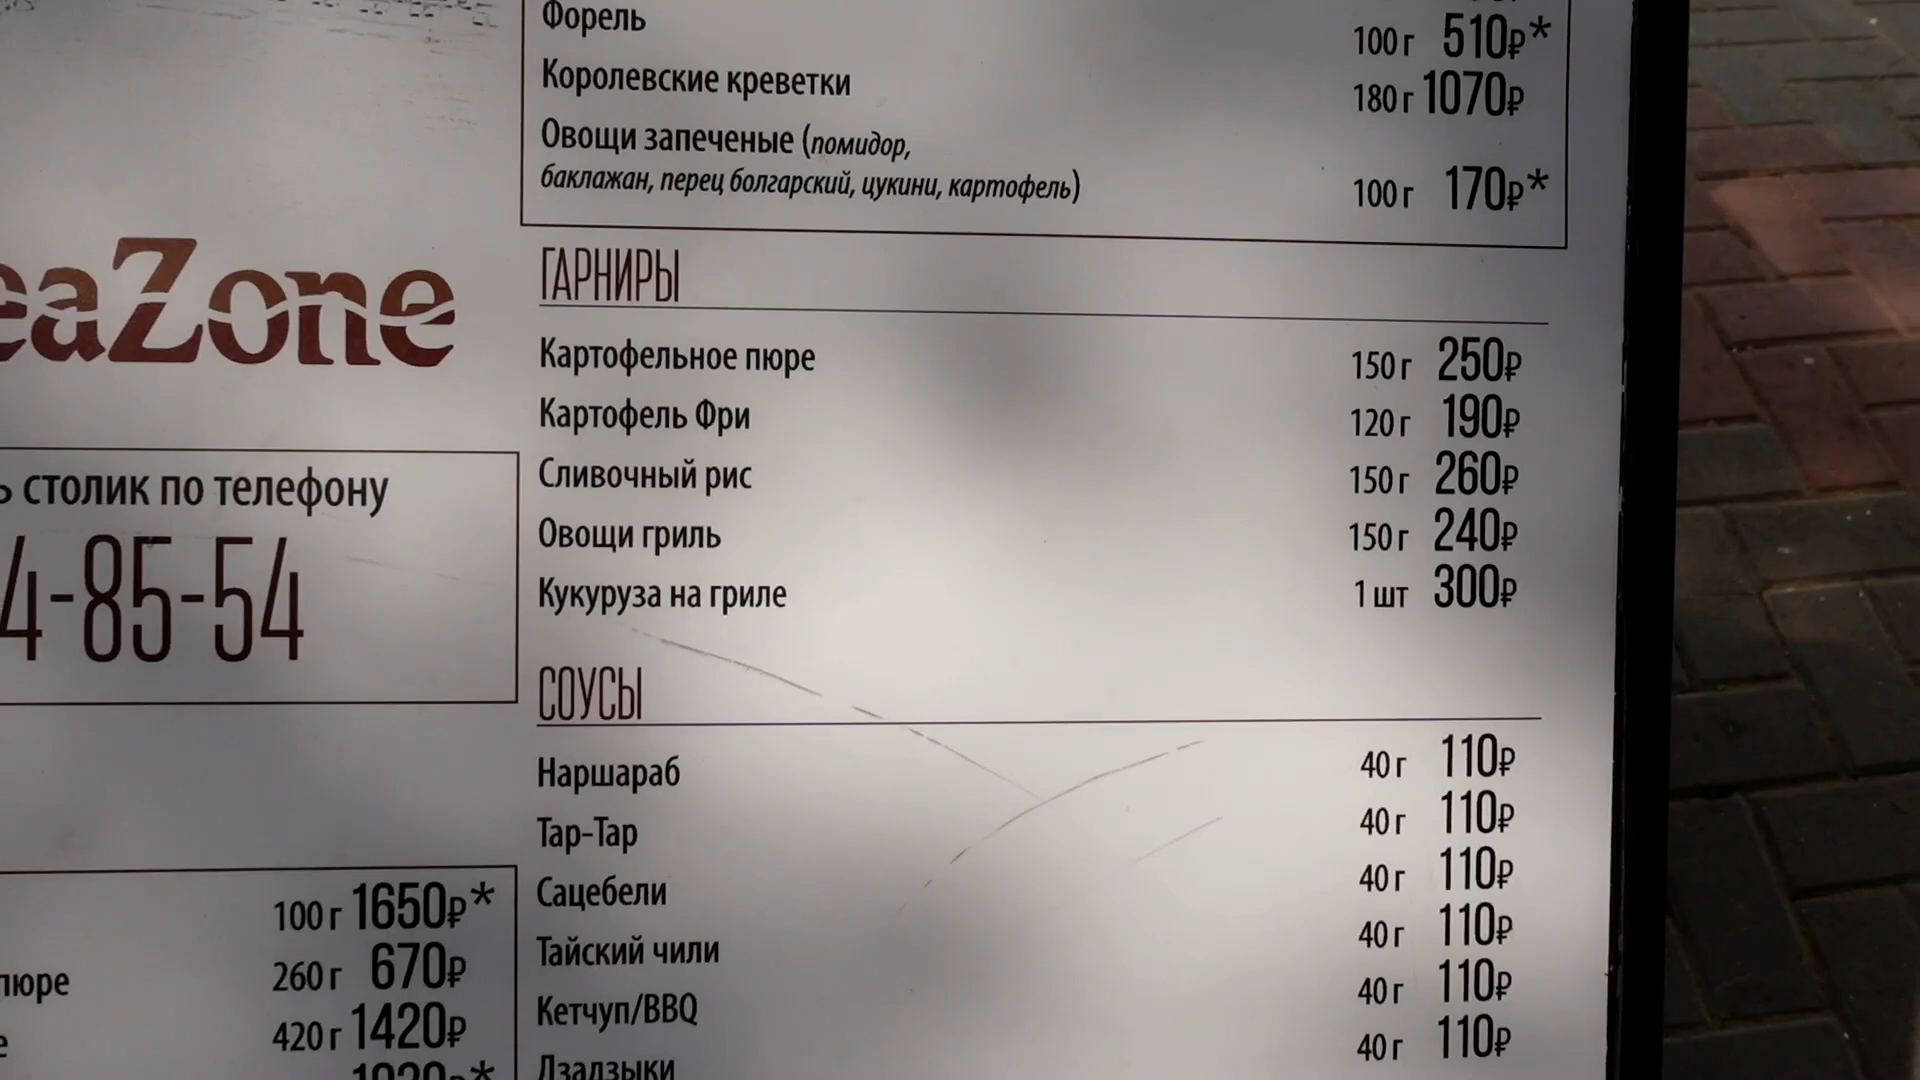 eaZone
столик по телефону
4-85-54
100 г 1650₽*
260 г 670₽
пюре
420 г 1420₽
Форель 100 г 510₽*
Королевские креветки 180 г 1070₽
Овощи запеченые (помидор,
баклажан, перец болгарский, цукини, картофель) 100 г 170₽*
ГАРНИРЫ
Картофельное пюре 150 г 250₽
Картофель Фри 120 г 190₽
Сливочный рис 150 г 260₽
Овощи гриль 150 г 240₽
Кукуруза на гриле 1 шт 300₽
СОУСЫ
Наршараб 40 г 110₽
Тар-Тар 40 г 110₽
Сацебели 40 г 110₽
Тайский чили 40 г 110₽
Кетчуп/BBQ 40 г 110₽
Дзадзыки 40 г 110₽